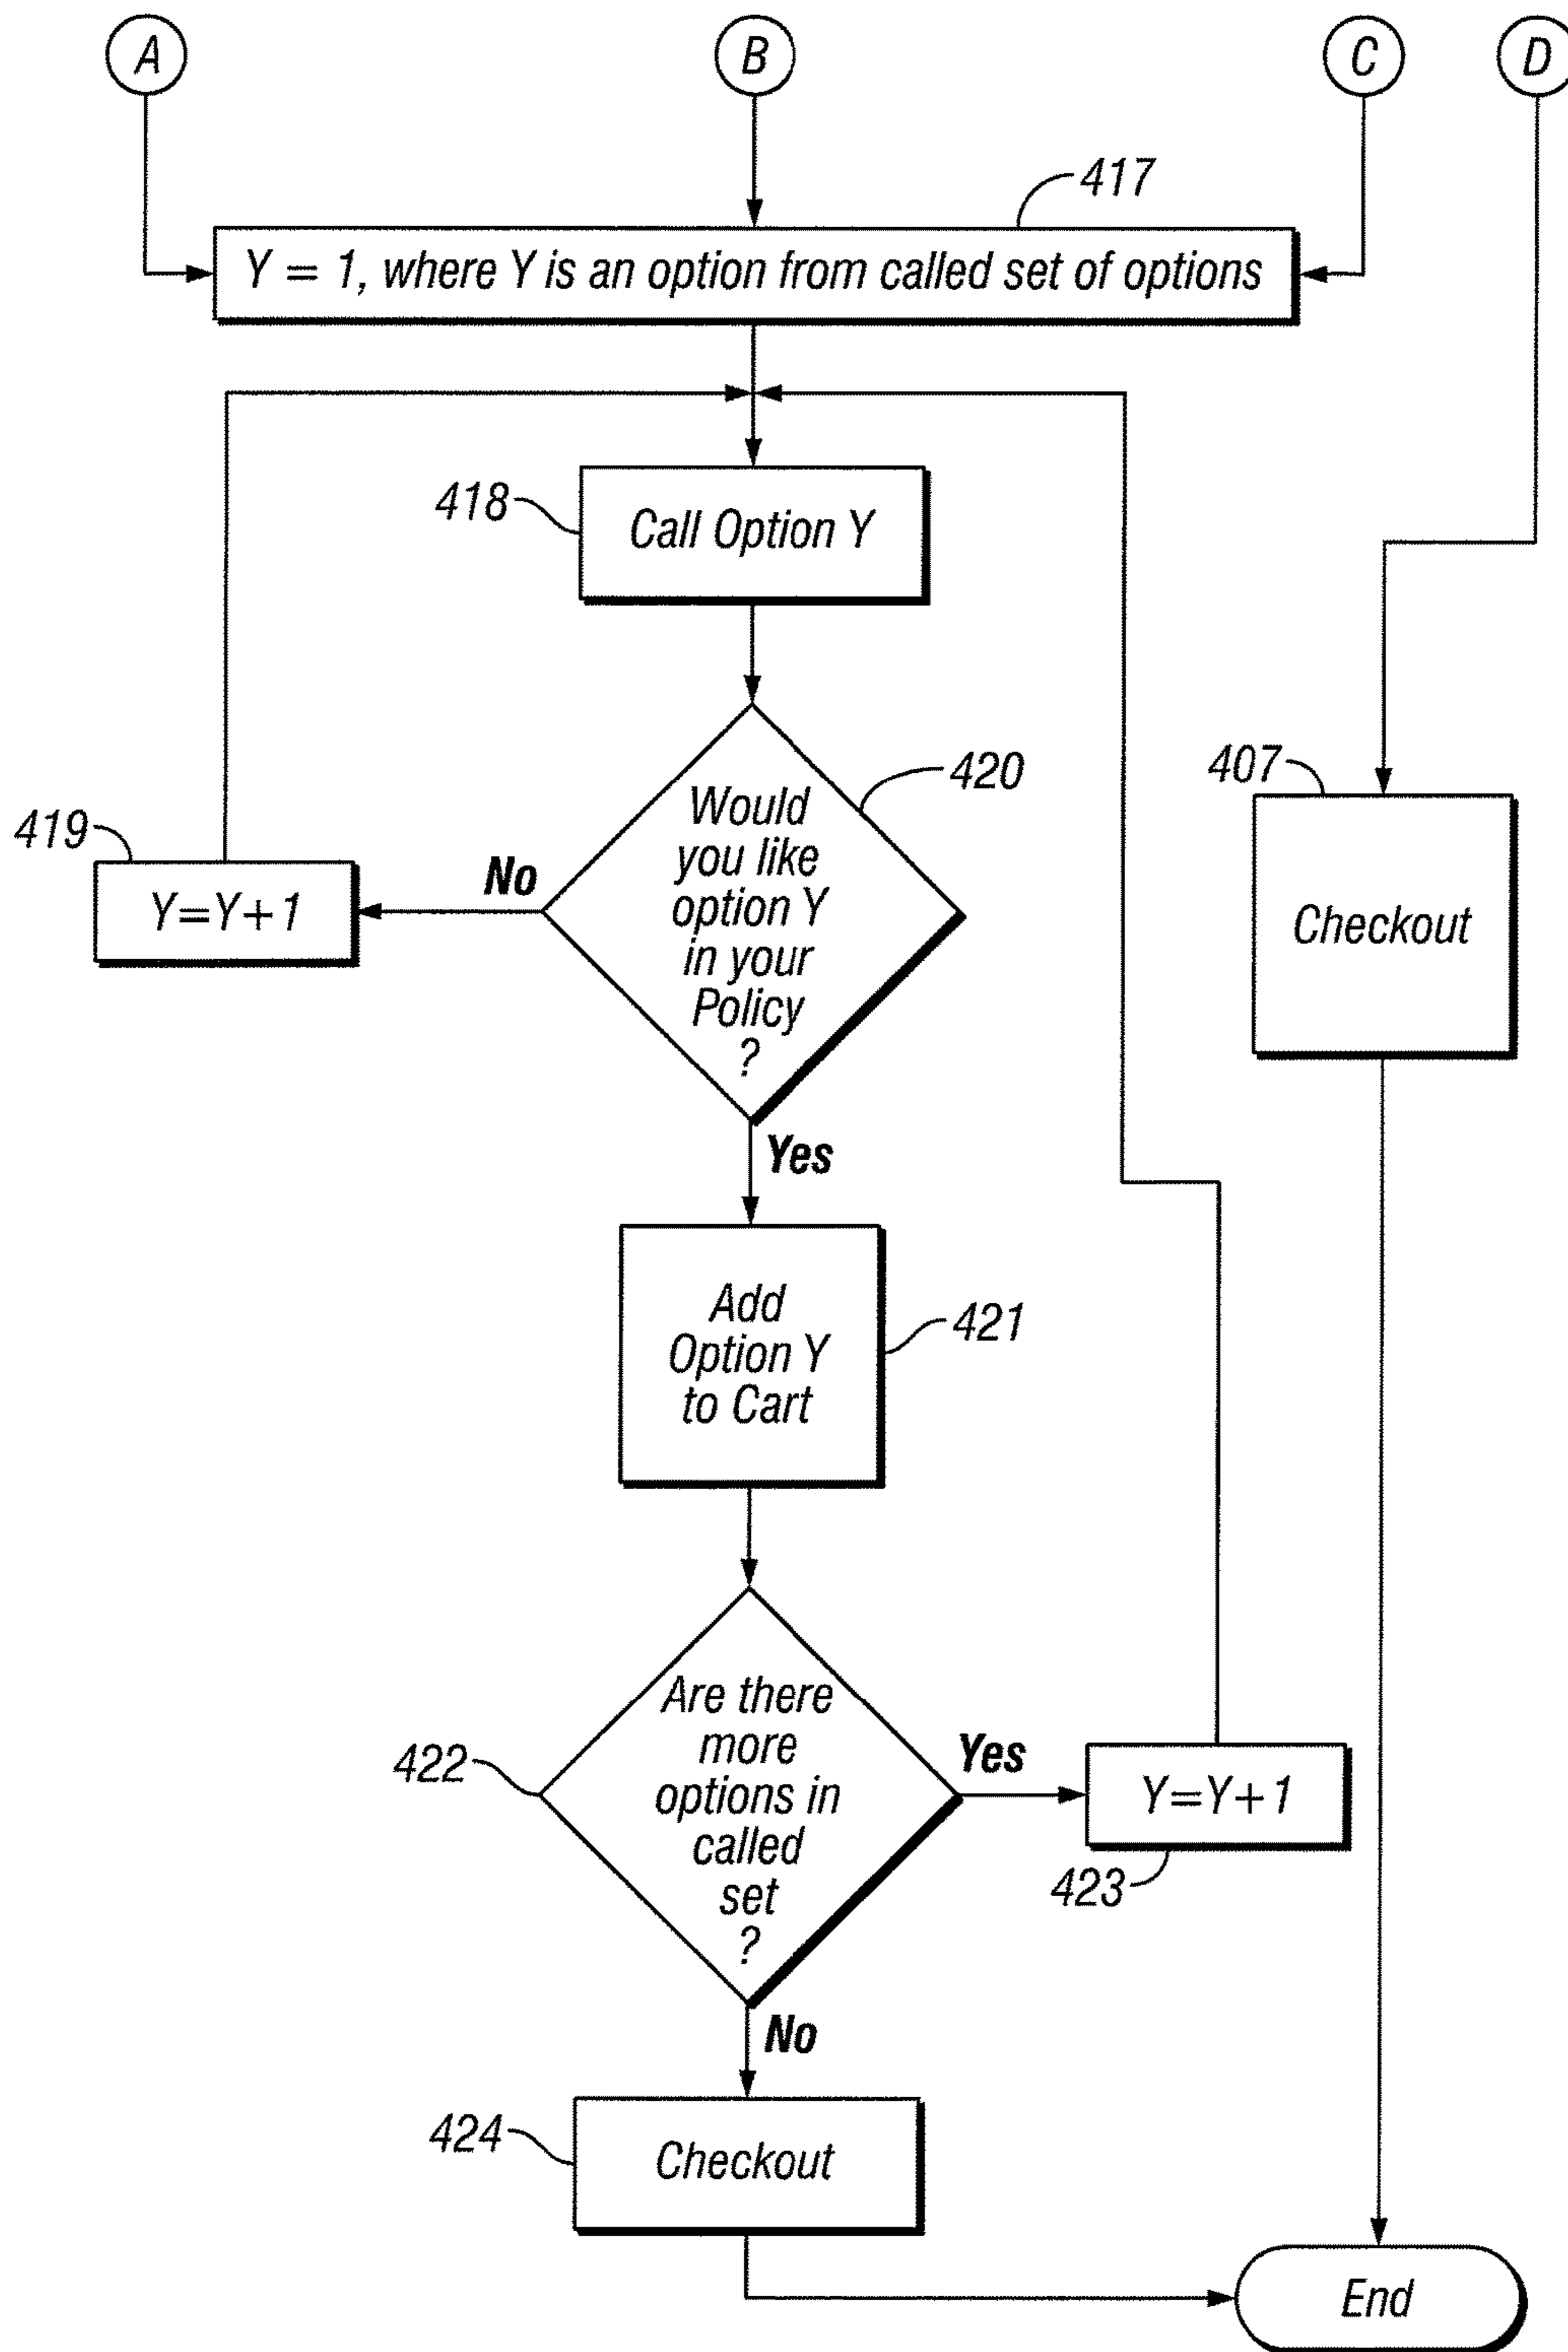 A
B
C
D
417
Y = 1, where Y is an option from called set of options
418
Call Option Y
420
Would
you like
option Y
in your
Policy
?
407
Checkout
419
Y=Y+1
No
Yes
Add
Option Y
to Cart
421
Are there
more
options in
called
set
?
422
Yes
Y=Y+1
423
No
424
Checkout
End